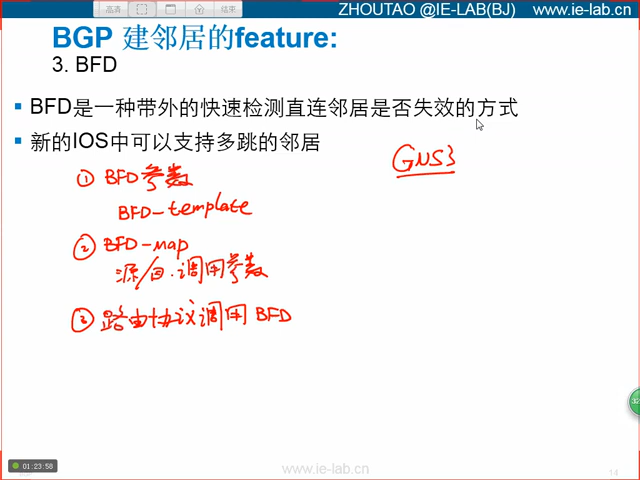 高清
结束
ZHOUTAO @IE-LAB(BJ) www.ie-lab.cn
BGP 建邻居的feature:
3. BFD
BFD是一种带外的快速检测直连邻居是否失效的方式
新的IOS中可以支持多跳的邻居
GNS3
① BFD参数
BFD-template
② BFD-map
源/目.调用参数
③ 路由协议调用 BFD
32
01:23:58
www.ie-lab.cn
14